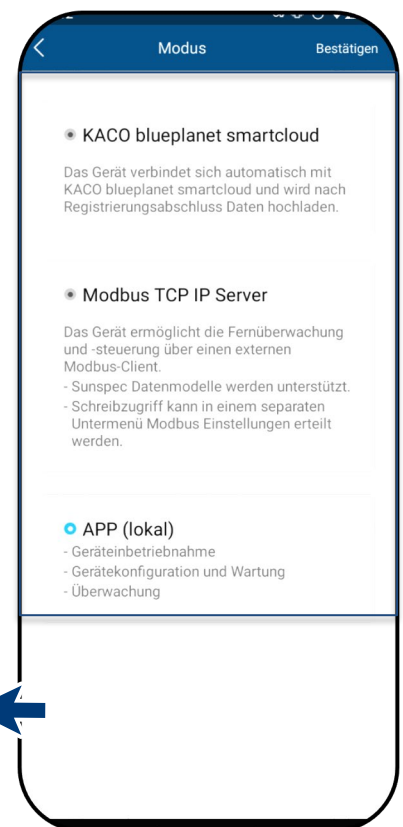 Modus
Bestätigen
KACO blueplanet smartcloud
Das Gerät verbindet sich automatisch mit
KACO blueplanet smartcloud und wird nach
Registrierungsabschluss Daten hochladen.
Modbus TCP IP Server
Das Gerät ermöglicht die Fernüberwachung
und -steuerung über einen externen
Modbus-Client.
- Sunspec Datenmodelle werden unterstützt.
- Schreibzugriff kann in einem separaten
Untermenü Modbus Einstellungen erteilt
werden.
APP (lokal)
- Geräteinbetriebnahme
- Gerätekonfiguration und Wartung
- Überwachung